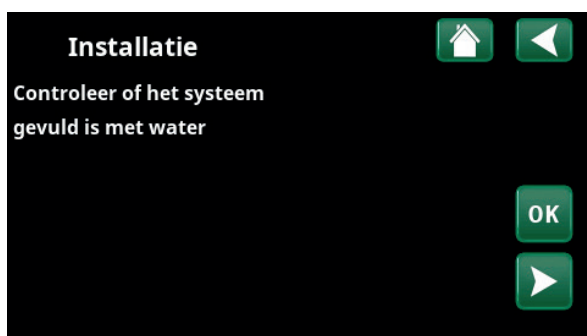 Installatie
Controleer of het systeem
gevuld is met water
OK